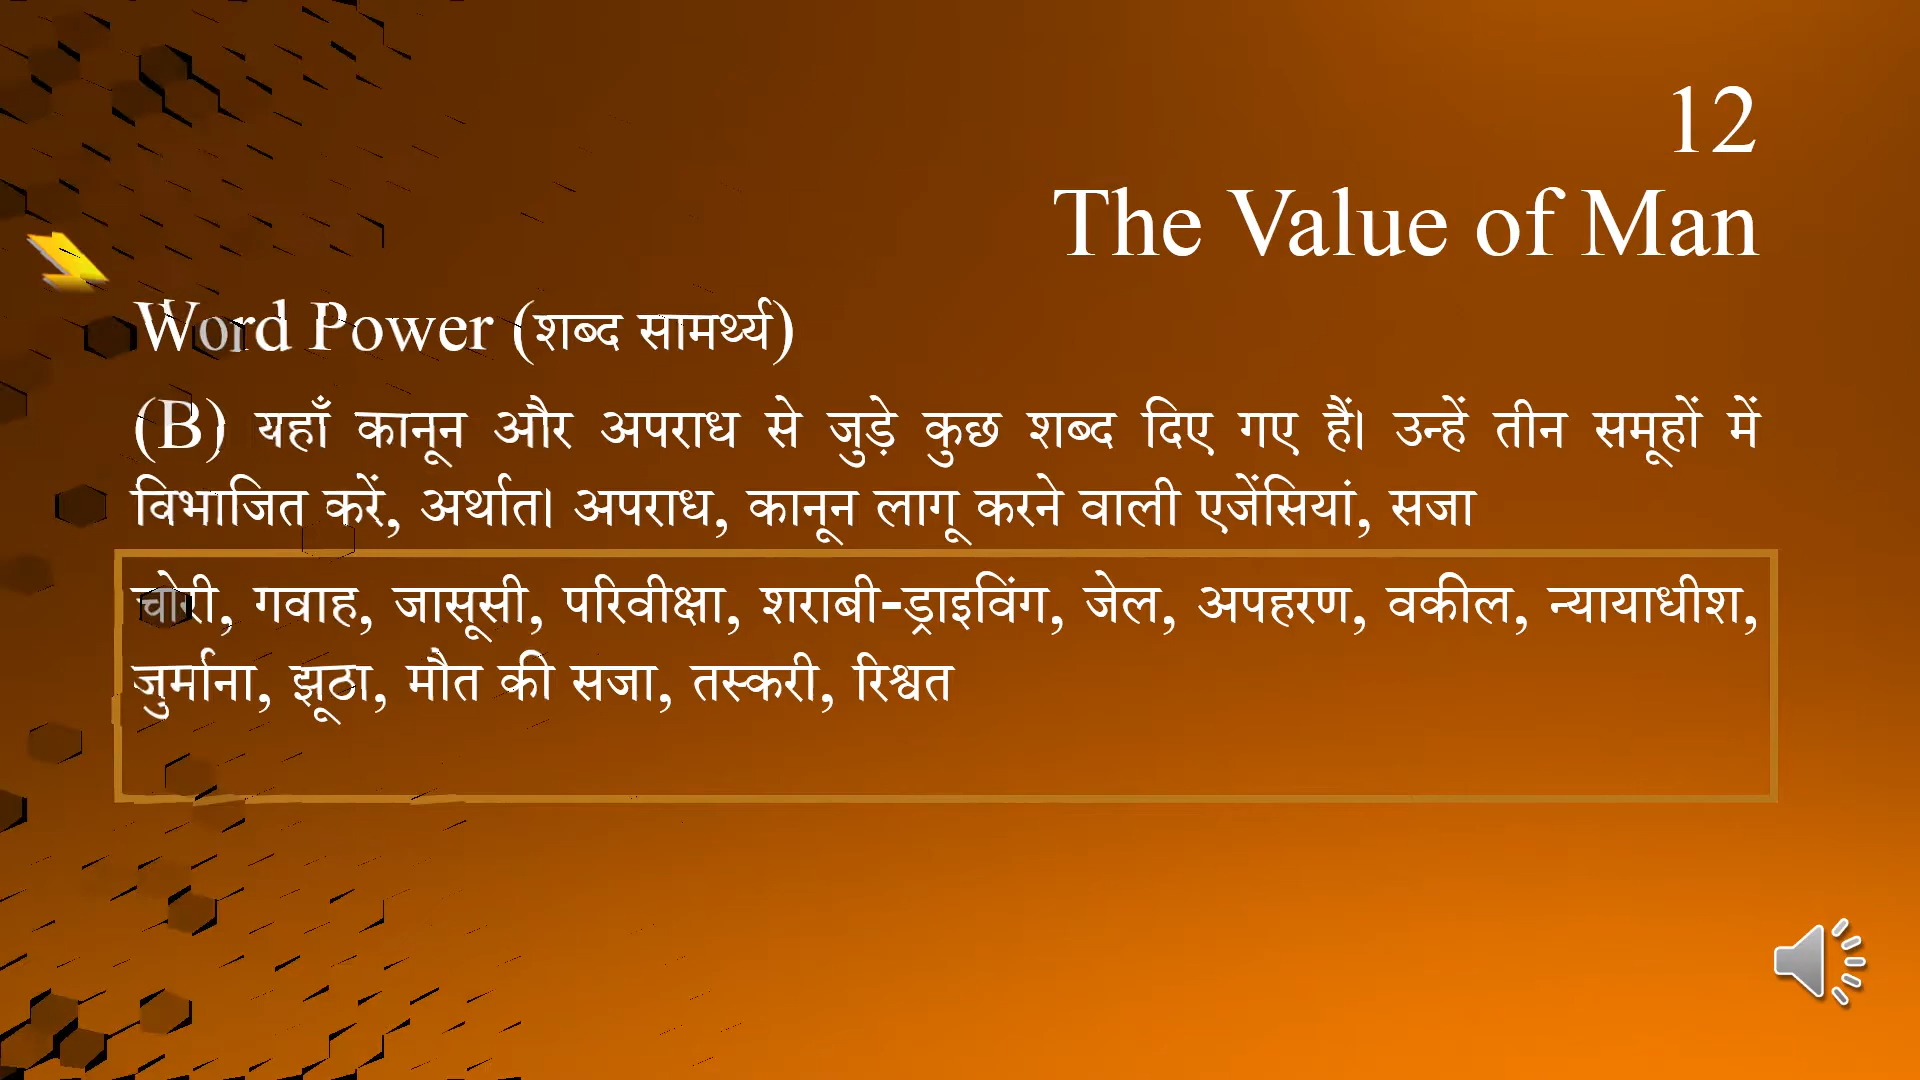 12
The Value of Man
Word Power (शब्द सामर्थ्य)
(B) यहाँ कानून और अपराध से जुड़े कुछ शब्द दिए गए हैं। उन्हें तीन समूहों में
विभाजित करें, अर्थात। अपराध, कानून लागू करने वाली एजेंसियां, सजा
चोरी, गवाह, जासूसी, परिवीक्षा, शराबी-ड्राइविंग, जेल, अपहरण, वकील, न्यायाधीश,
जुर्माना, झूठा, मौत की सजा, तस्करी, रिश्वत